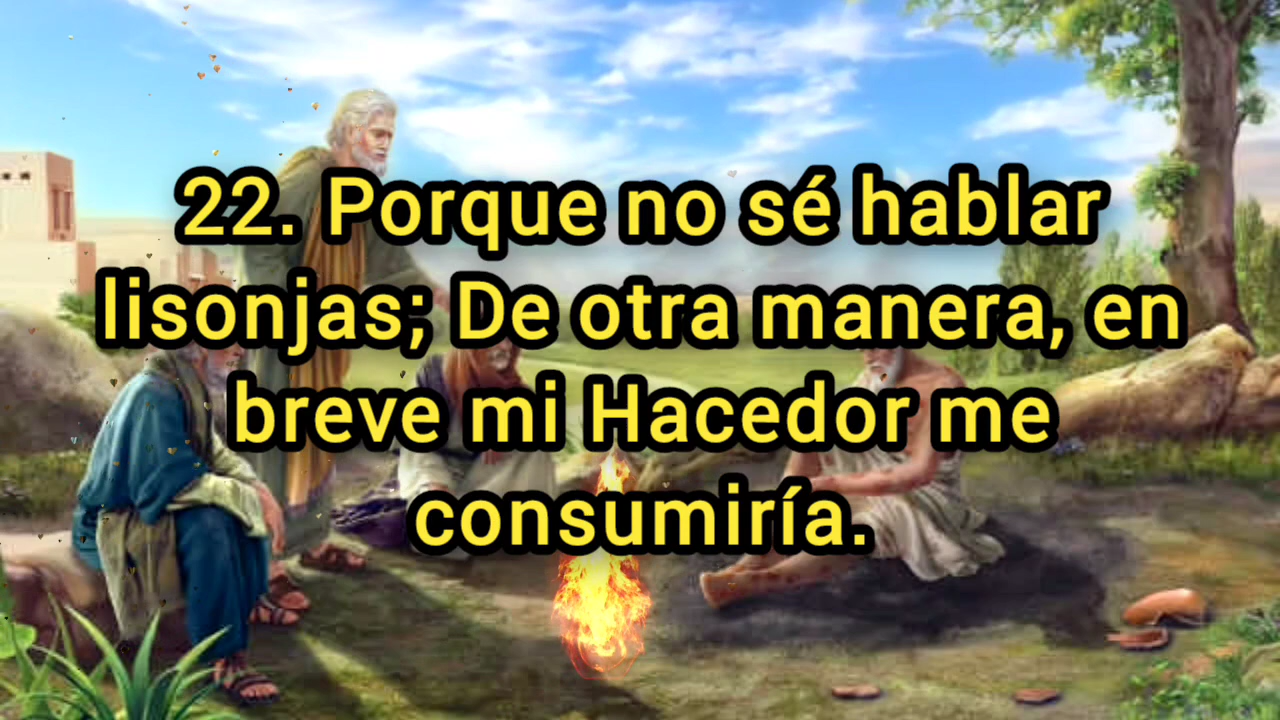 22. Porque no sé hablar
lisonjas; De otra manera, en
breve mi Hacedor me
consumiría.